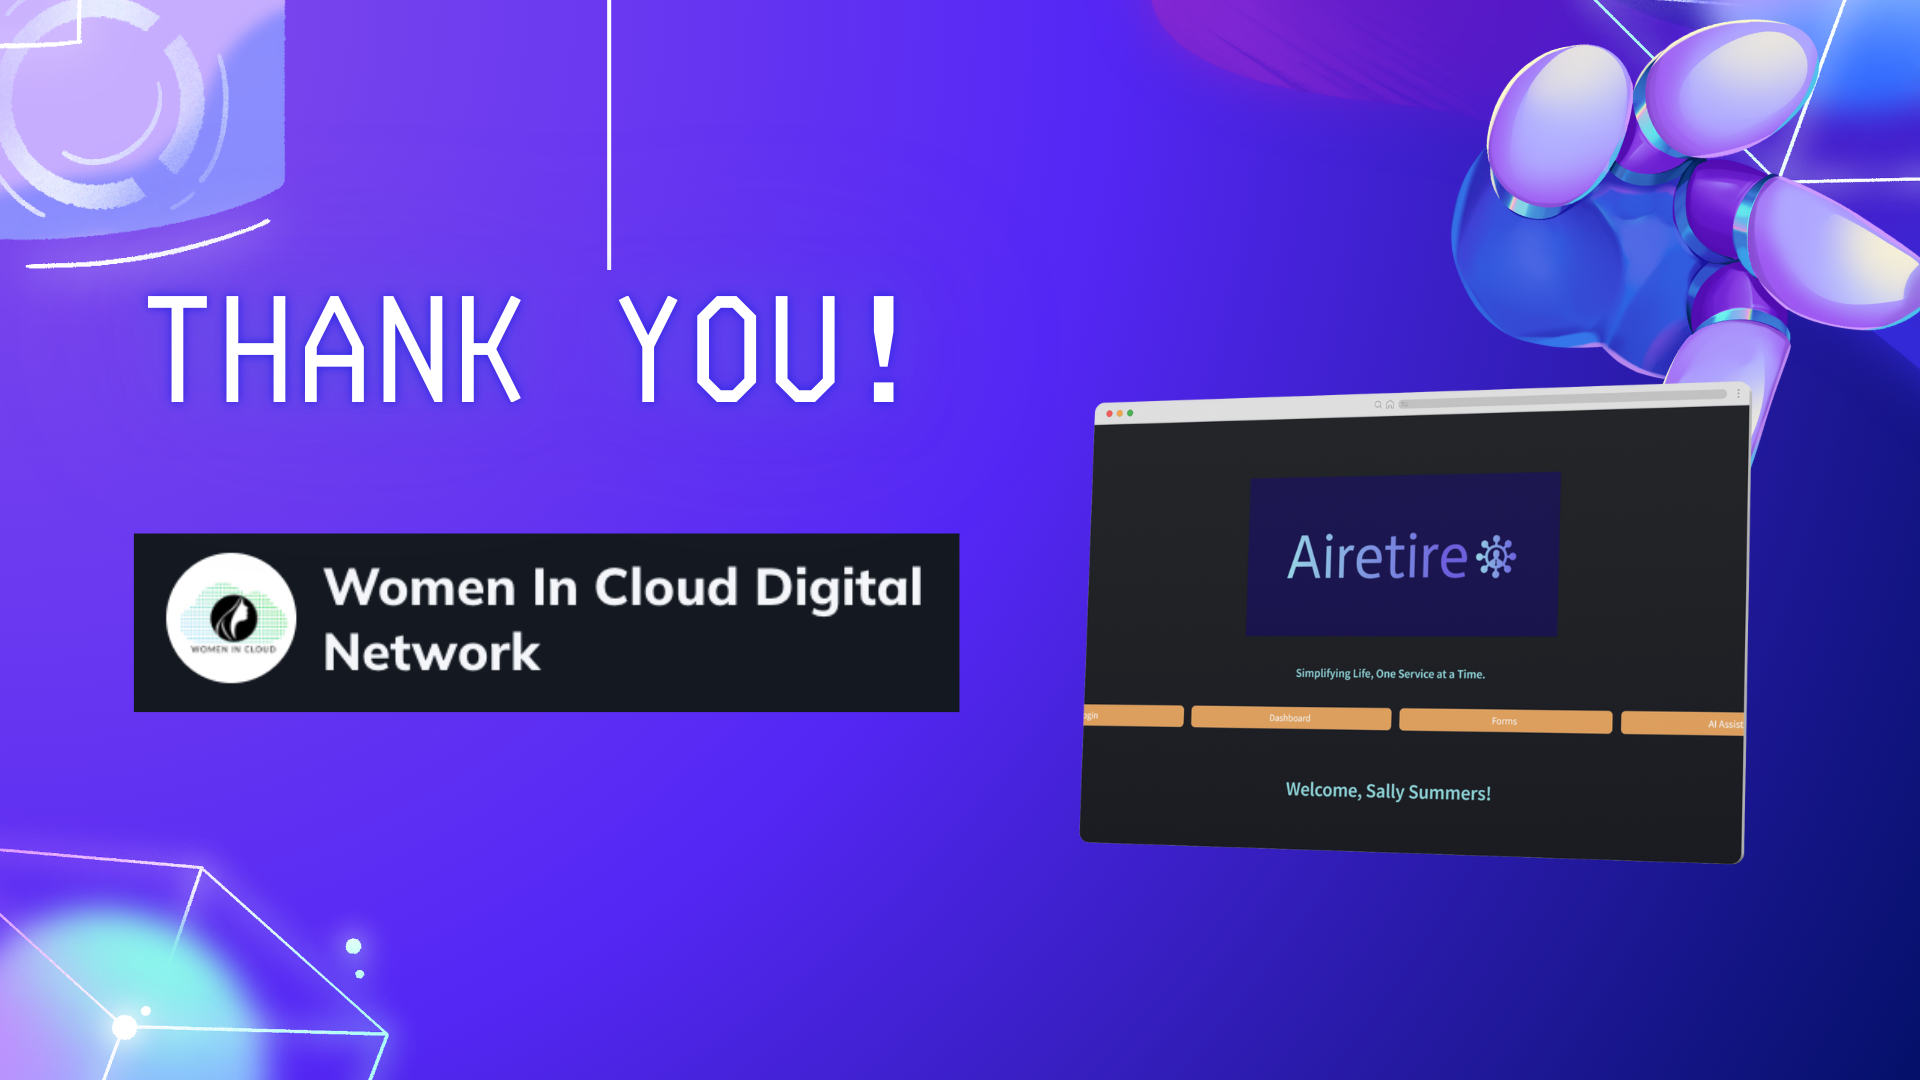 THANK YOU!
WOMEN IN CLOUD
Women In Cloud Digital
Network
Airetire
Simplifying Life, One Service at a Time.
ogin
Dashboard
Forms
AI Assist
Welcome, Sally Summers!